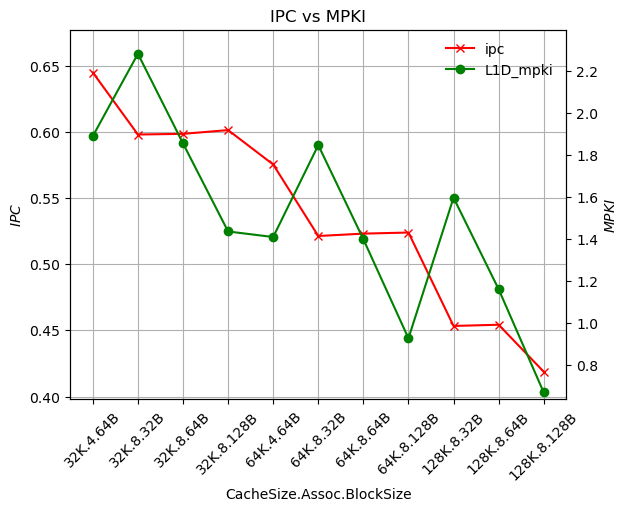 IPC vs MPKI
ipc
L1D_mpki
0.65
0.60
0.55
0.50
0.45
0.40
IPC
2.2
2.0
1.8
1.6
1.4
1.2
1.0
0.8
MPKI
32K.4.64B
32K.8.32B
32K.8.64B
32K.8.128B
64K.4.64B
64K.8.32B
64K.8.64B
64K.8.128B
128K.8.32B
128K.8.64B
128K.8.128B
CacheSize.Assoc.BlockSize